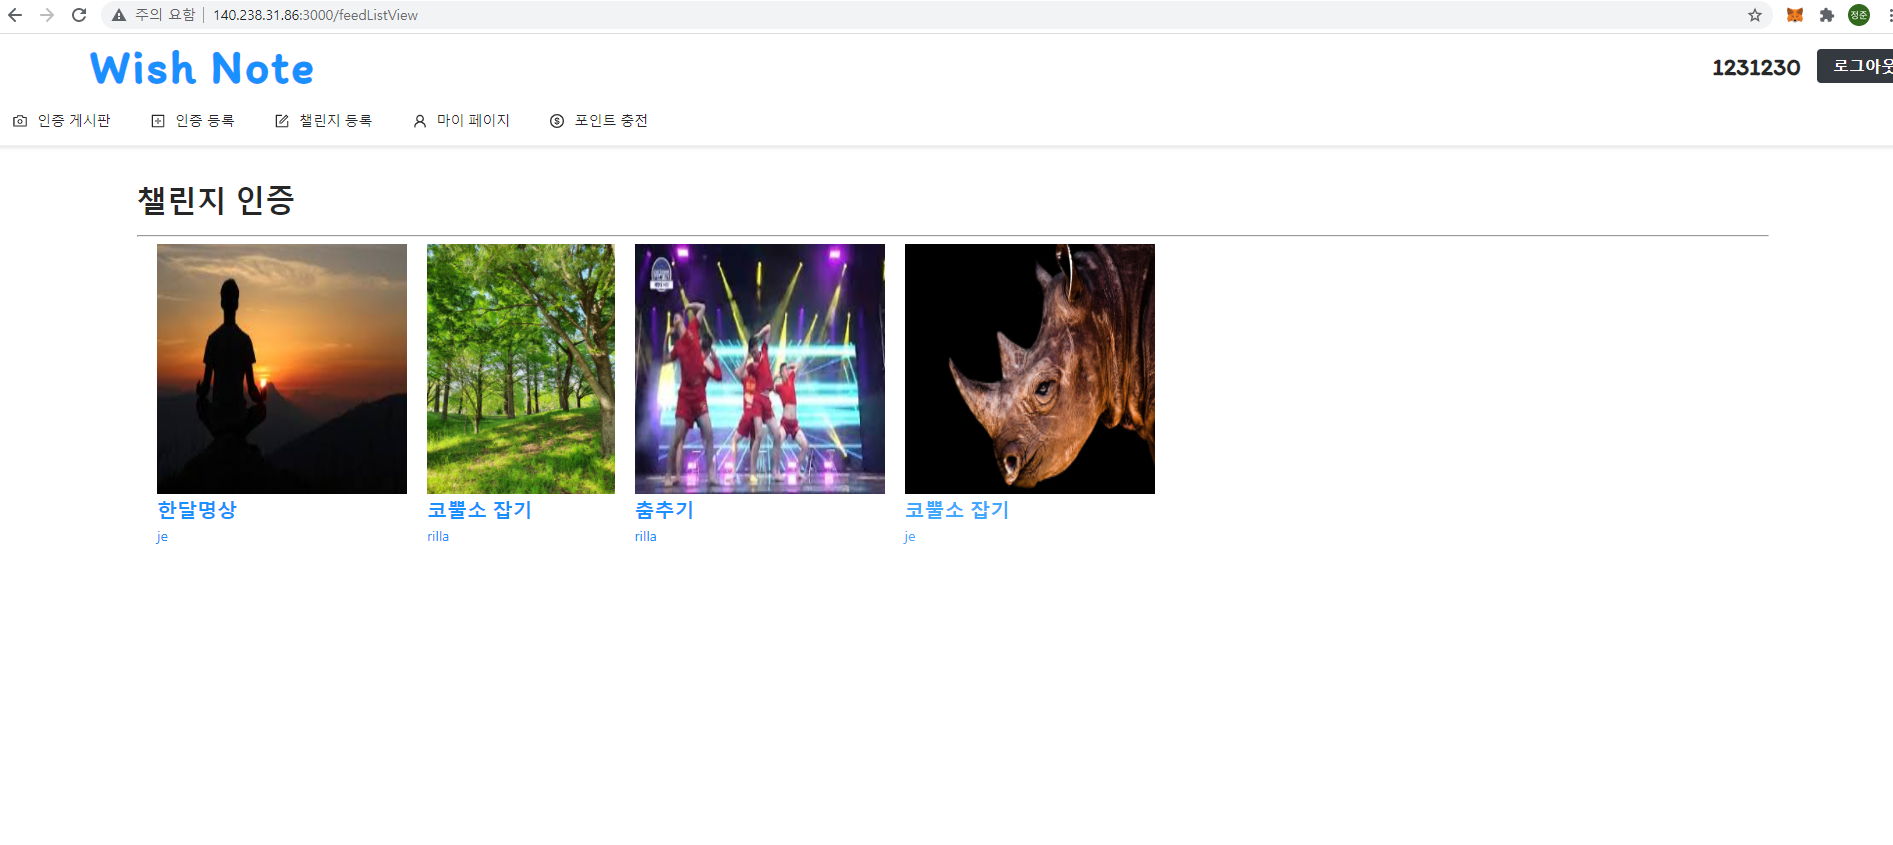 주의 요함 140.238.31.86:3000/feedListView
정준
Wish Note
1231230 로그아웃
인증 게시판 인증 등록 챌린지 등록 마이 페이지 포인트 충전
챌린지 인증
한달명상 코뿔소 잡기 춤추기 코뿔소 잡기
je rilla rilla je